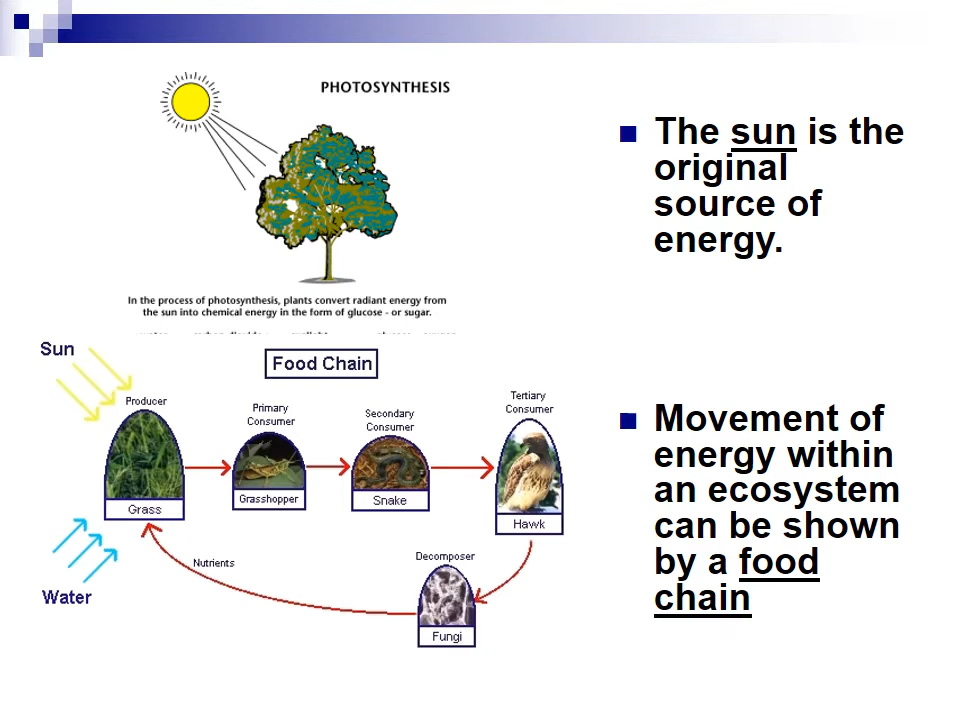 PHOTOSYNTHESIS
In the process of photosynthesis, plants convert radiant energy from
the sun into chemical energy in the form of glucose - or sugar.
The sun is the
original
source of
energy.
Sun
Food Chain
Producer
Primary
Consumer
Secondary
Consumer
Tertiary
Consumer
Grass
Grasshopper
Snake
Hawk
Decomposer
Nutrients
Water
Fungi
Movement of
energy within
an ecosystem
can be shown
by a food
chain